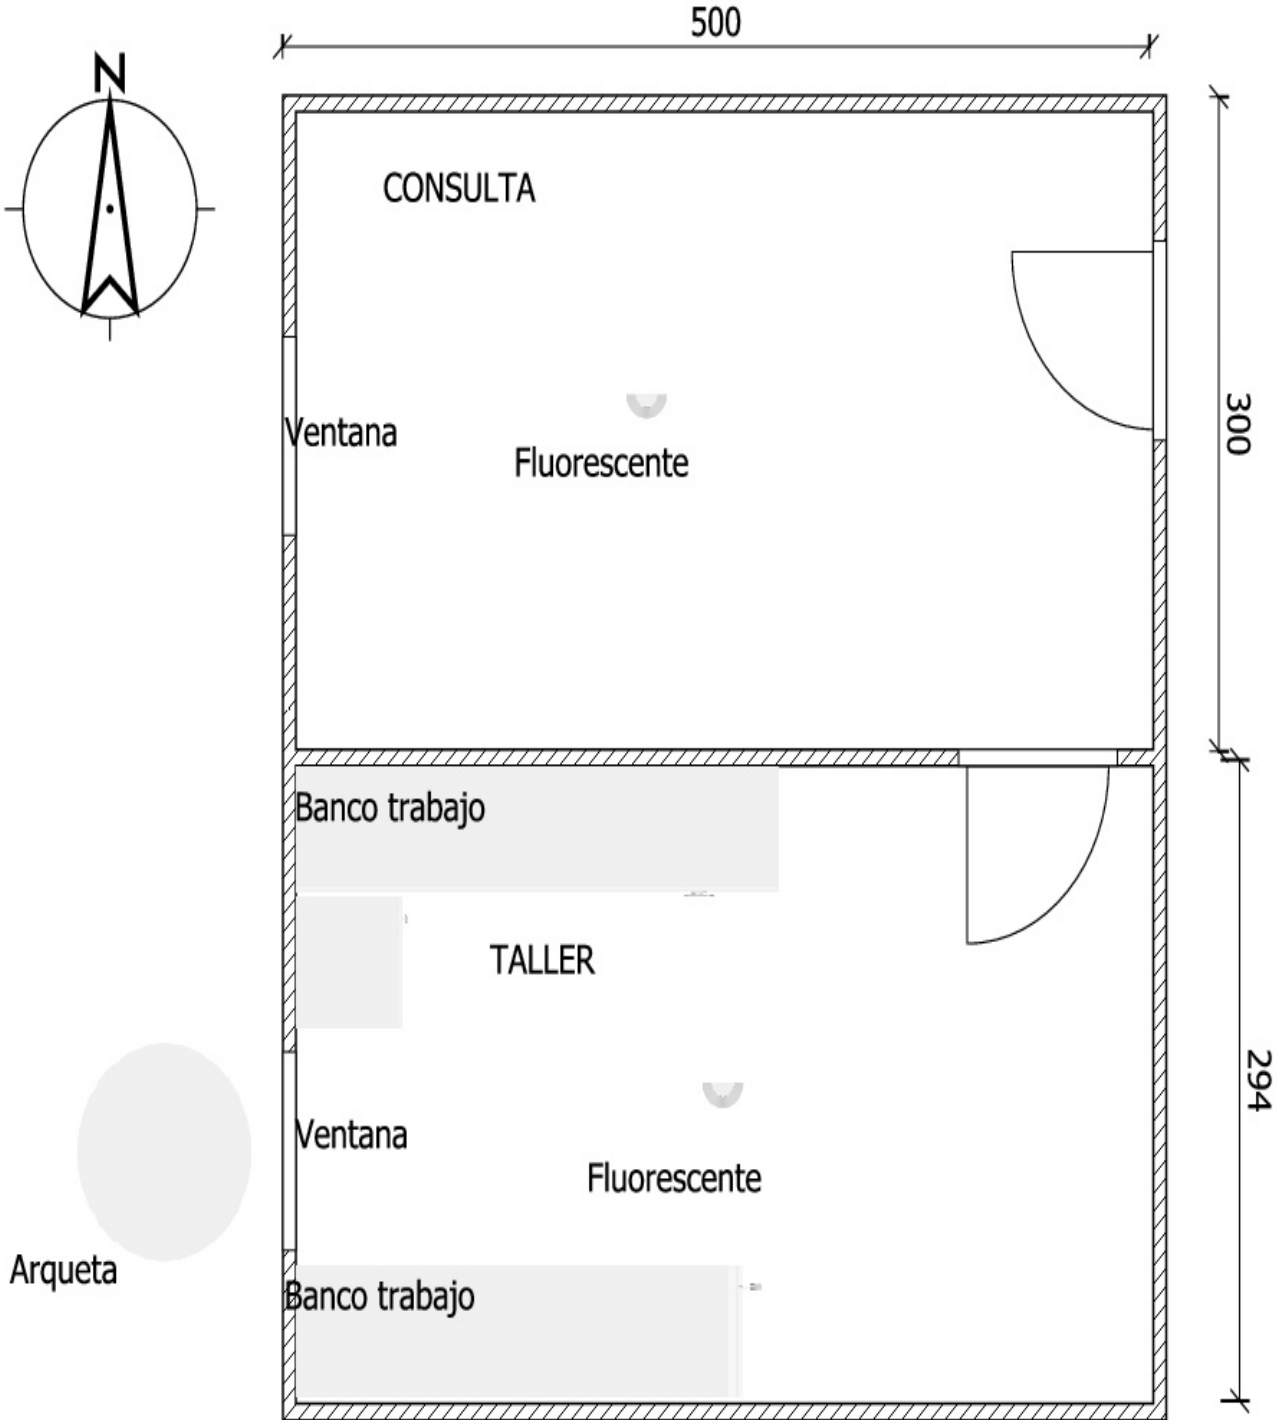 500
N
CONSULTA
300
Ventana
Fluorescente
Banco trabajo
TALLER
294
Ventana
Fluorescente
Arqueta
Banco trabajo